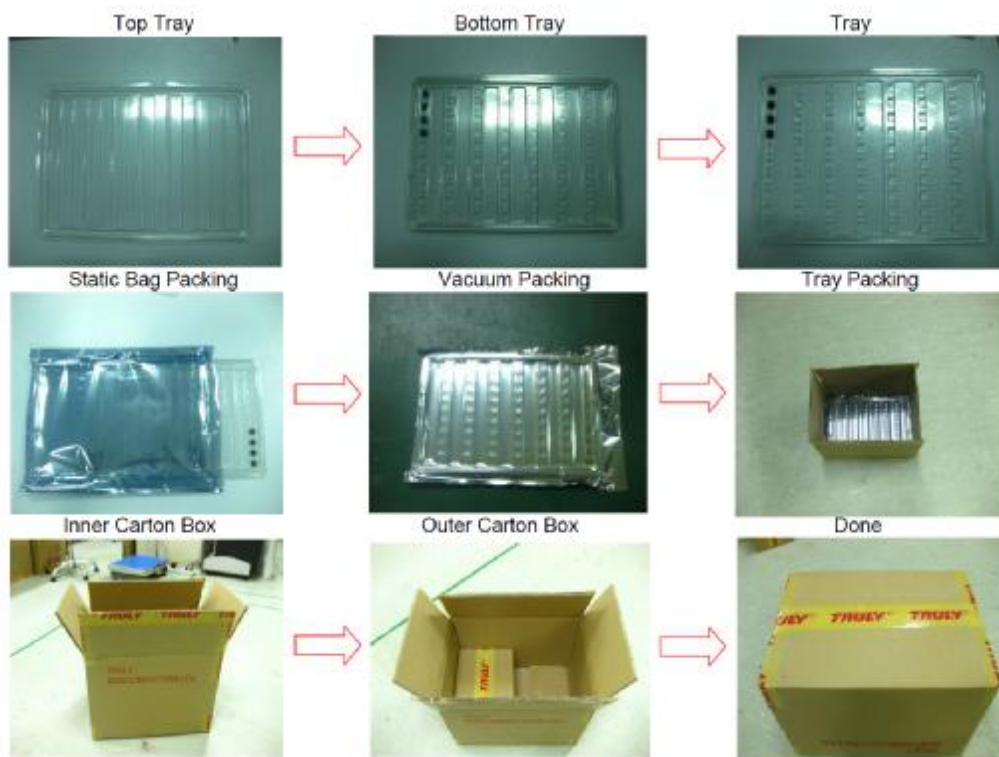 Top Tray
Bottom Tray
Tray
Static Bag Packing
Vacuum Packing
Tray Packing
Inner Carton Box
Outer Carton Box
Done
TRULY
TRULY
TRULY
TRULY
TRULY